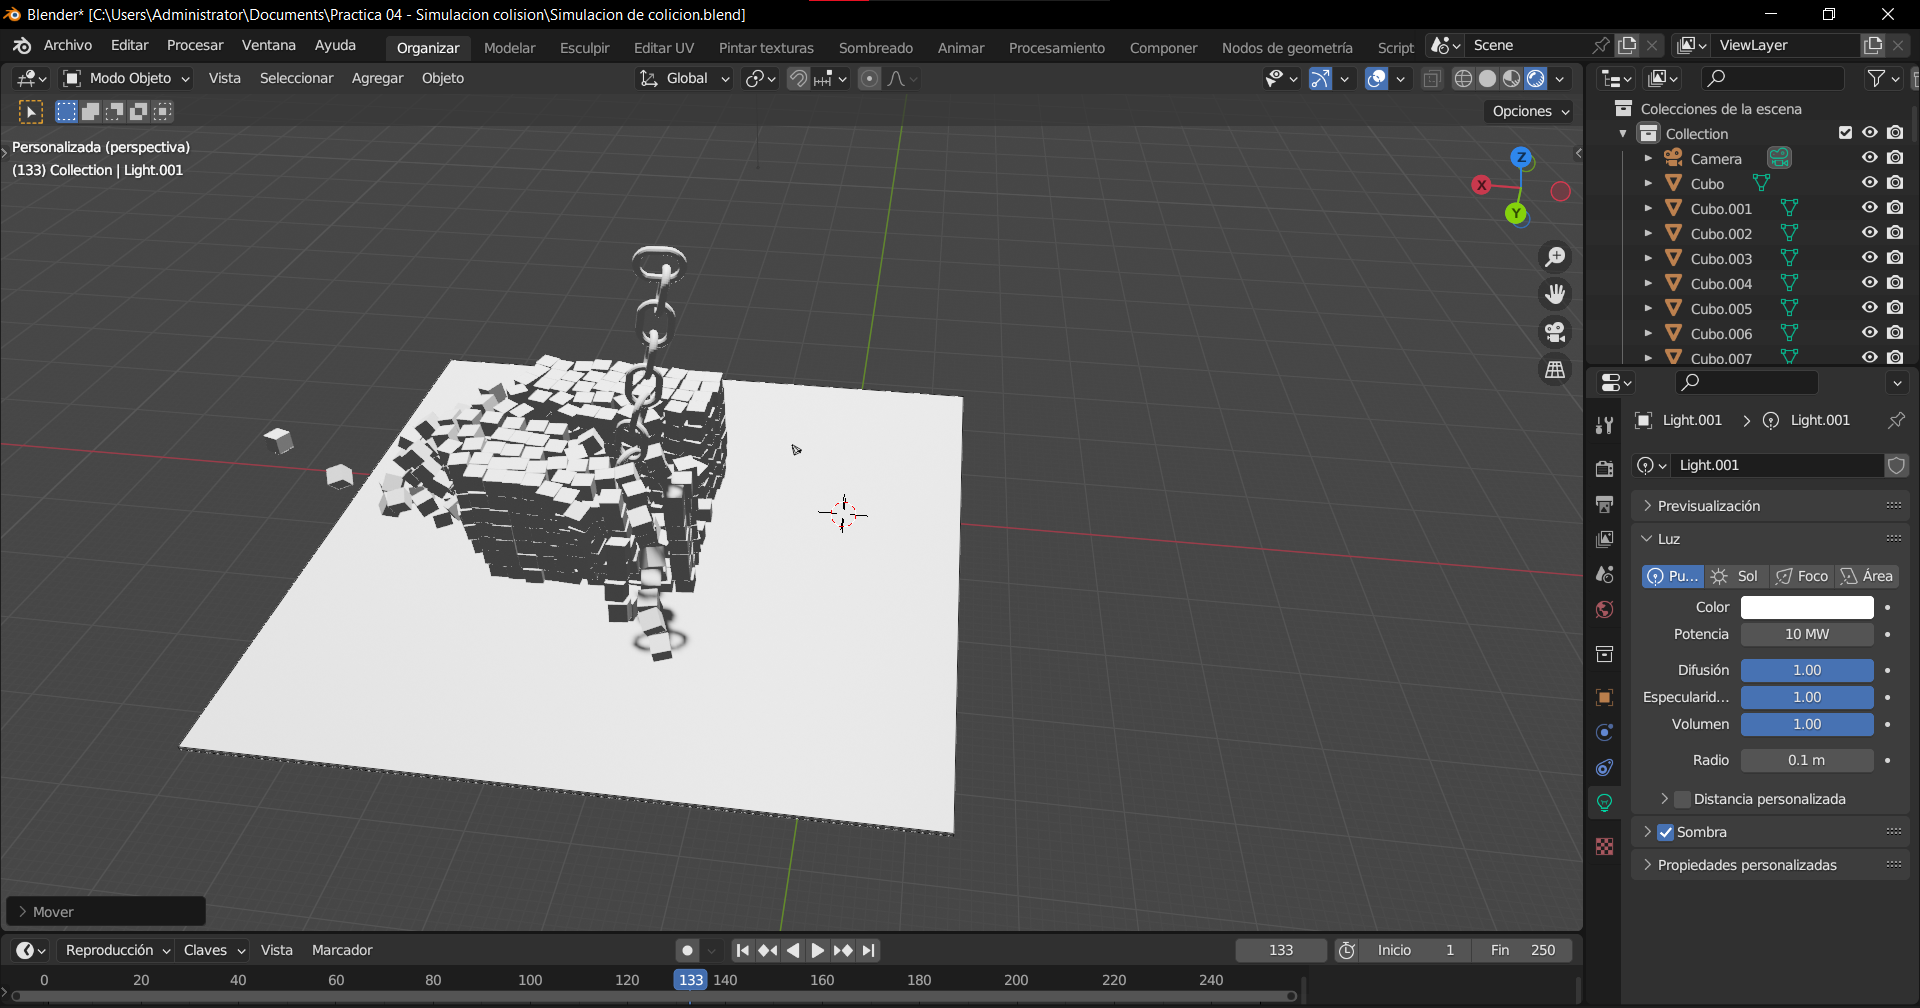 Blender* [C:\Users\Administrator\Documents\Practica 04 - Simulacion colision\Simulacion de colicion.blend]
Archivo Editar Procesar Ventana Ayuda Organizar Modelar Esculpir Editar UV Pintar texturas Sombreado Animar Procesamiento Componer Nodos de geometría Script Scene ViewLayer
Modo Objeto Vista Seleccionar Agregar Objeto Global
Opciones
Personalizada (perspectiva)
(133) Collection | Light.001
Z
X
Y
Colecciones de la escena
Collection
Camera
Cubo
Cubo.001
Cubo.002
Cubo.003
Cubo.004
Cubo.005
Cubo.006
Cubo.007
Light.001 Light.001
Light.001
Previsualización
Luz
Pu... Sol Foco Área
Color
Potencia 10 MW
Difusión 1.00
Especularid... 1.00
Volumen 1.00
Radio 0.1 m
Distancia personalizada
Sombra
Propiedades personalizadas
Mover
Reproducción Claves Vista Marcador 133 Inicio 1 Fin 250
0 20 40 60 80 100 120 133 140 160 180 200 220 240